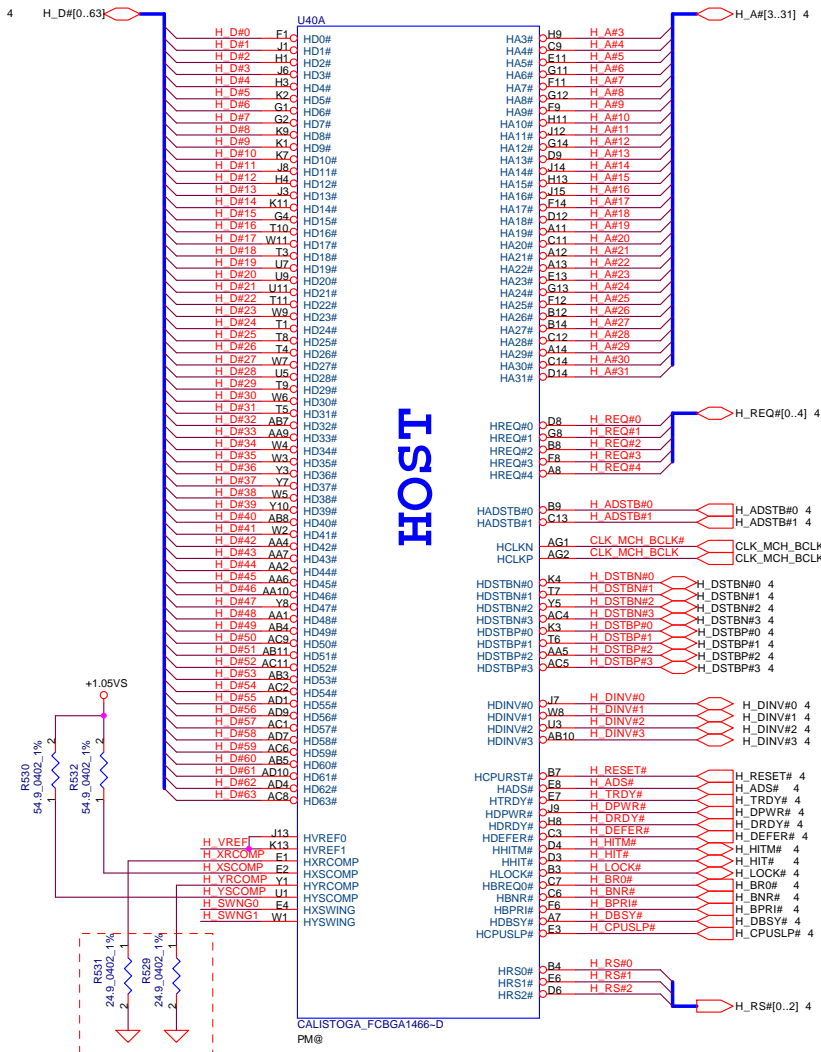 4 H_D#[0..63]
U40A
H_D#0 F1 HD0#
H_D#1 J1 HD1#
H_D#2 H1 HD2#
H_D#3 J6 HD3#
H_D#4 H3 HD4#
H_D#5 K2 HD5#
H_D#6 G1 HD6#
H_D#7 G2 HD7#
H_D#8 K9 HD8#
H_D#9 K1 HD9#
H_D#10 K7 HD10#
H_D#11 J8 HD11#
H_D#12 H4 HD12#
H_D#13 J3 HD13#
H_D#14 K11 HD14#
H_D#15 G4 HD15#
H_D#16 T10 HD16#
H_D#17 W11 HD17#
H_D#18 T3 HD18#
H_D#19 U7 HD19#
H_D#20 U9 HD20#
H_D#21 U11 HD21#
H_D#22 T11 HD22#
H_D#23 W9 HD23#
H_D#24 T1 HD24#
H_D#25 T8 HD25#
H_D#26 T4 HD26#
H_D#27 W7 HD27#
H_D#28 U5 HD28#
H_D#29 T9 HD29#
H_D#30 W6 HD30#
H_D#31 T5 HD31#
H_D#32 AB7 HD32#
H_D#33 AA9 HD33#
H_D#34 W4 HD34#
H_D#35 W3 HD35#
H_D#36 Y3 HD36#
H_D#37 Y7 HD37#
H_D#38 W5 HD38#
H_D#39 Y10 HD39#
H_D#40 AB8 HD40#
H_D#41 W2 HD41#
H_D#42 AA4 HD42#
H_D#43 AA7 HD43#
H_D#44 AA2 HD44#
H_D#45 AA6 HD45#
H_D#46 AA10 HD46#
H_D#47 Y8 HD47#
H_D#48 AA1 HD48#
H_D#49 AB4 HD49#
H_D#50 AC9 HD50#
H_D#51 AB11 HD51#
H_D#52 AC11 HD52#
H_D#53 AB3 HD53#
H_D#54 AC2 HD54#
H_D#55 AD1 HD55#
H_D#56 AD9 HD56#
H_D#57 AC1 HD57#
H_D#58 AD7 HD58#
H_D#59 AC6 HD59#
H_D#60 AB5 HD60#
H_D#61 AD10 HD61#
H_D#62 AD4 HD62#
H_D#63 AC8 HD63#
+1.05VS
R530
54.9_0402_1%
2
1
R532
54.9_0402_1%
2
1
J13 HVREF0
H_VREF K13 HVREF1
H_XRCOMP E1 HXRCOMP
H_XSCOMP E2 HXSCOMP
H_YRCOMP Y1 HYRCOMP
H_YSCOMP U1 HYSCOMP
H_SWNG0 E4 HXSWING
H_SWNG1 W1 HYSWING
R531
24.9_0402_1%
1
2
R529
24.9_0402_1%
1
2
HOST
H_A#[3..31] 4
HA3# H9 H_A#3
HA4# C9 H_A#4
HA5# E11 H_A#5
HA6# G11 H_A#6
HA7# F11 H_A#7
HA8# G12 H_A#8
HA9# F9 H_A#9
HA10# H11 H_A#10
HA11# J12 H_A#11
HA12# G14 H_A#12
HA13# D9 H_A#13
HA14# J14 H_A#14
HA15# H13 H_A#15
HA16# J15 H_A#16
HA17# F14 H_A#17
HA18# D12 H_A#18
HA19# A11 H_A#19
HA20# C11 H_A#20
HA21# A12 H_A#21
HA22# A13 H_A#22
HA23# E13 H_A#23
HA24# G13 H_A#24
HA25# F12 H_A#25
HA26# B12 H_A#26
HA27# B14 H_A#27
HA28# C12 H_A#28
HA29# A14 H_A#29
HA30# C14 H_A#30
HA31# D14 H_A#31
H_REQ#[0..4] 4
HREQ#0 D8 H_REQ#0
HREQ#1 G8 H_REQ#1
HREQ#2 B8 H_REQ#2
HREQ#3 F8 H_REQ#3
HREQ#4 A8 H_REQ#4
HADSTB#0 B9 H_ADSTB#0 H_ADSTB#0 4
HADSTB#1 C13 H_ADSTB#1 H_ADSTB#1 4
HCLKN AG1 CLK_MCH_BCLK# CLK_MCH_BCLK
HCLKP AG2 CLK_MCH_BCLK CLK_MCH_BCLK
HDSTBN#0 K4 H_DSTBN#0 H_DSTBN#0 4
HDSTBN#1 T7 H_DSTBN#1 H_DSTBN#1 4
HDSTBN#2 Y5 H_DSTBN#2 H_DSTBN#2 4
HDSTBN#3 AC4 H_DSTBN#3 H_DSTBN#3 4
HDSTBP#0 K3 H_DSTBP#0 H_DSTBP#0 4
HDSTBP#1 T6 H_DSTBP#1 H_DSTBP#1 4
HDSTBP#2 AA5 H_DSTBP#2 H_DSTBP#2 4
HDSTBP#3 AC5 H_DSTBP#3 H_DSTBP#3 4
HDINV#0 J7 H_DINV#0 H_DINV#0 4
HDINV#1 W8 H_DINV#1 H_DINV#1 4
HDINV#2 U3 H_DINV#2 H_DINV#2 4
HDINV#3 AB10 H_DINV#3 H_DINV#3 4
HCPURST# B7 H_RESET# H_RESET# 4
HADS# E8 H_ADS# H_ADS# 4
HTRDY# E7 H_TRDY# H_TRDY# 4
HDPWR# J9 H_DPWR# H_DPWR# 4
HDRDY# H8 H_DRDY# H_DRDY# 4
HDEFER# C3 H_DEFER# H_DEFER# 4
HHITM# D4 H_HITM# H_HITM# 4
HHIT# D3 H_HIT# H_HIT# 4
HLOCK# B3 H_LOCK# H_LOCK# 4
HBREQ0# C7 H_BR0# H_BR0# 4
HBNR# C6 H_BNR# H_BNR# 4
HBPRI# F6 H_BPRI# H_BPRI# 4
HDBSY# A7 H_DBSY# H_DBSY# 4
HCPUSLP# E3 H_CPUSLP# H_CPUSLP# 4
HRS0# B4 H_RS#0
HRS1# E6 H_RS#1
HRS2# D6 H_RS#2
H_RS#[0..2] 4
CALISTOGA_FCBGA1466~D
PM@